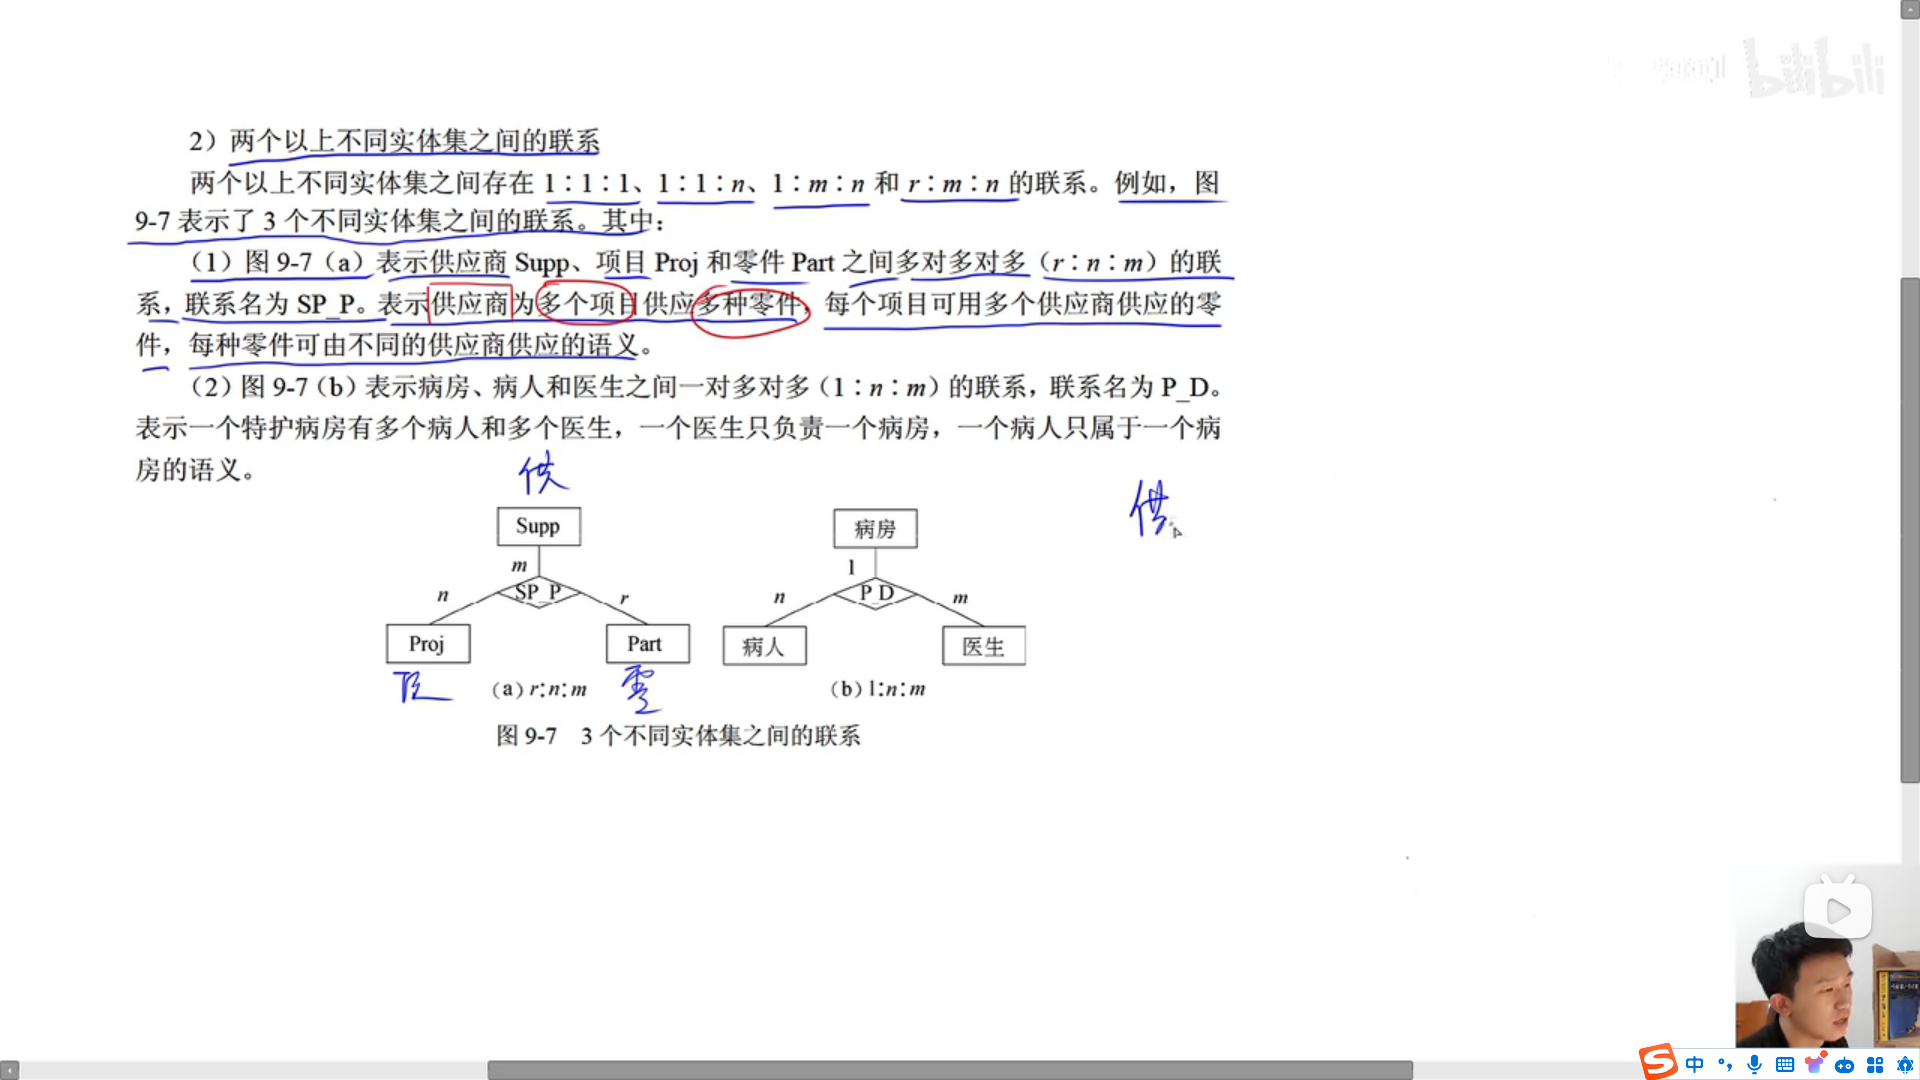 bilibili
2）两个以上不同实体集之间的联系
两个以上不同实体集之间存在 1∶1∶1、1∶1∶n、1∶m∶n 和 r∶m∶n 的联系。例如，图
9-7 表示了 3 个不同实体集之间的联系。其中：
（1）图 9-7（a）表示供应商 Supp、项目 Proj 和零件 Part 之间多对多对多（r∶n∶m）的联
系，联系名为 SP_P。表示供应商为多个项目供应多种零件，每个项目可用多个供应商供应的零
件，每种零件可由不同的供应商供应的语义。
（2）图 9-7（b）表示病房、病人和医生之间一对多对多（1∶n∶m）的联系，联系名为 P_D。
表示一个特护病房有多个病人和多个医生，一个医生只负责一个病房，一个病人只属于一个病
房的语义。
供
供
Supp
病房
m
1
SP_P
P_D
n
r
n
m
Proj
Part
病人
医生
零
（a）r∶n∶m
（b）1∶n∶m
图 9-7 3 个不同实体集之间的联系
中